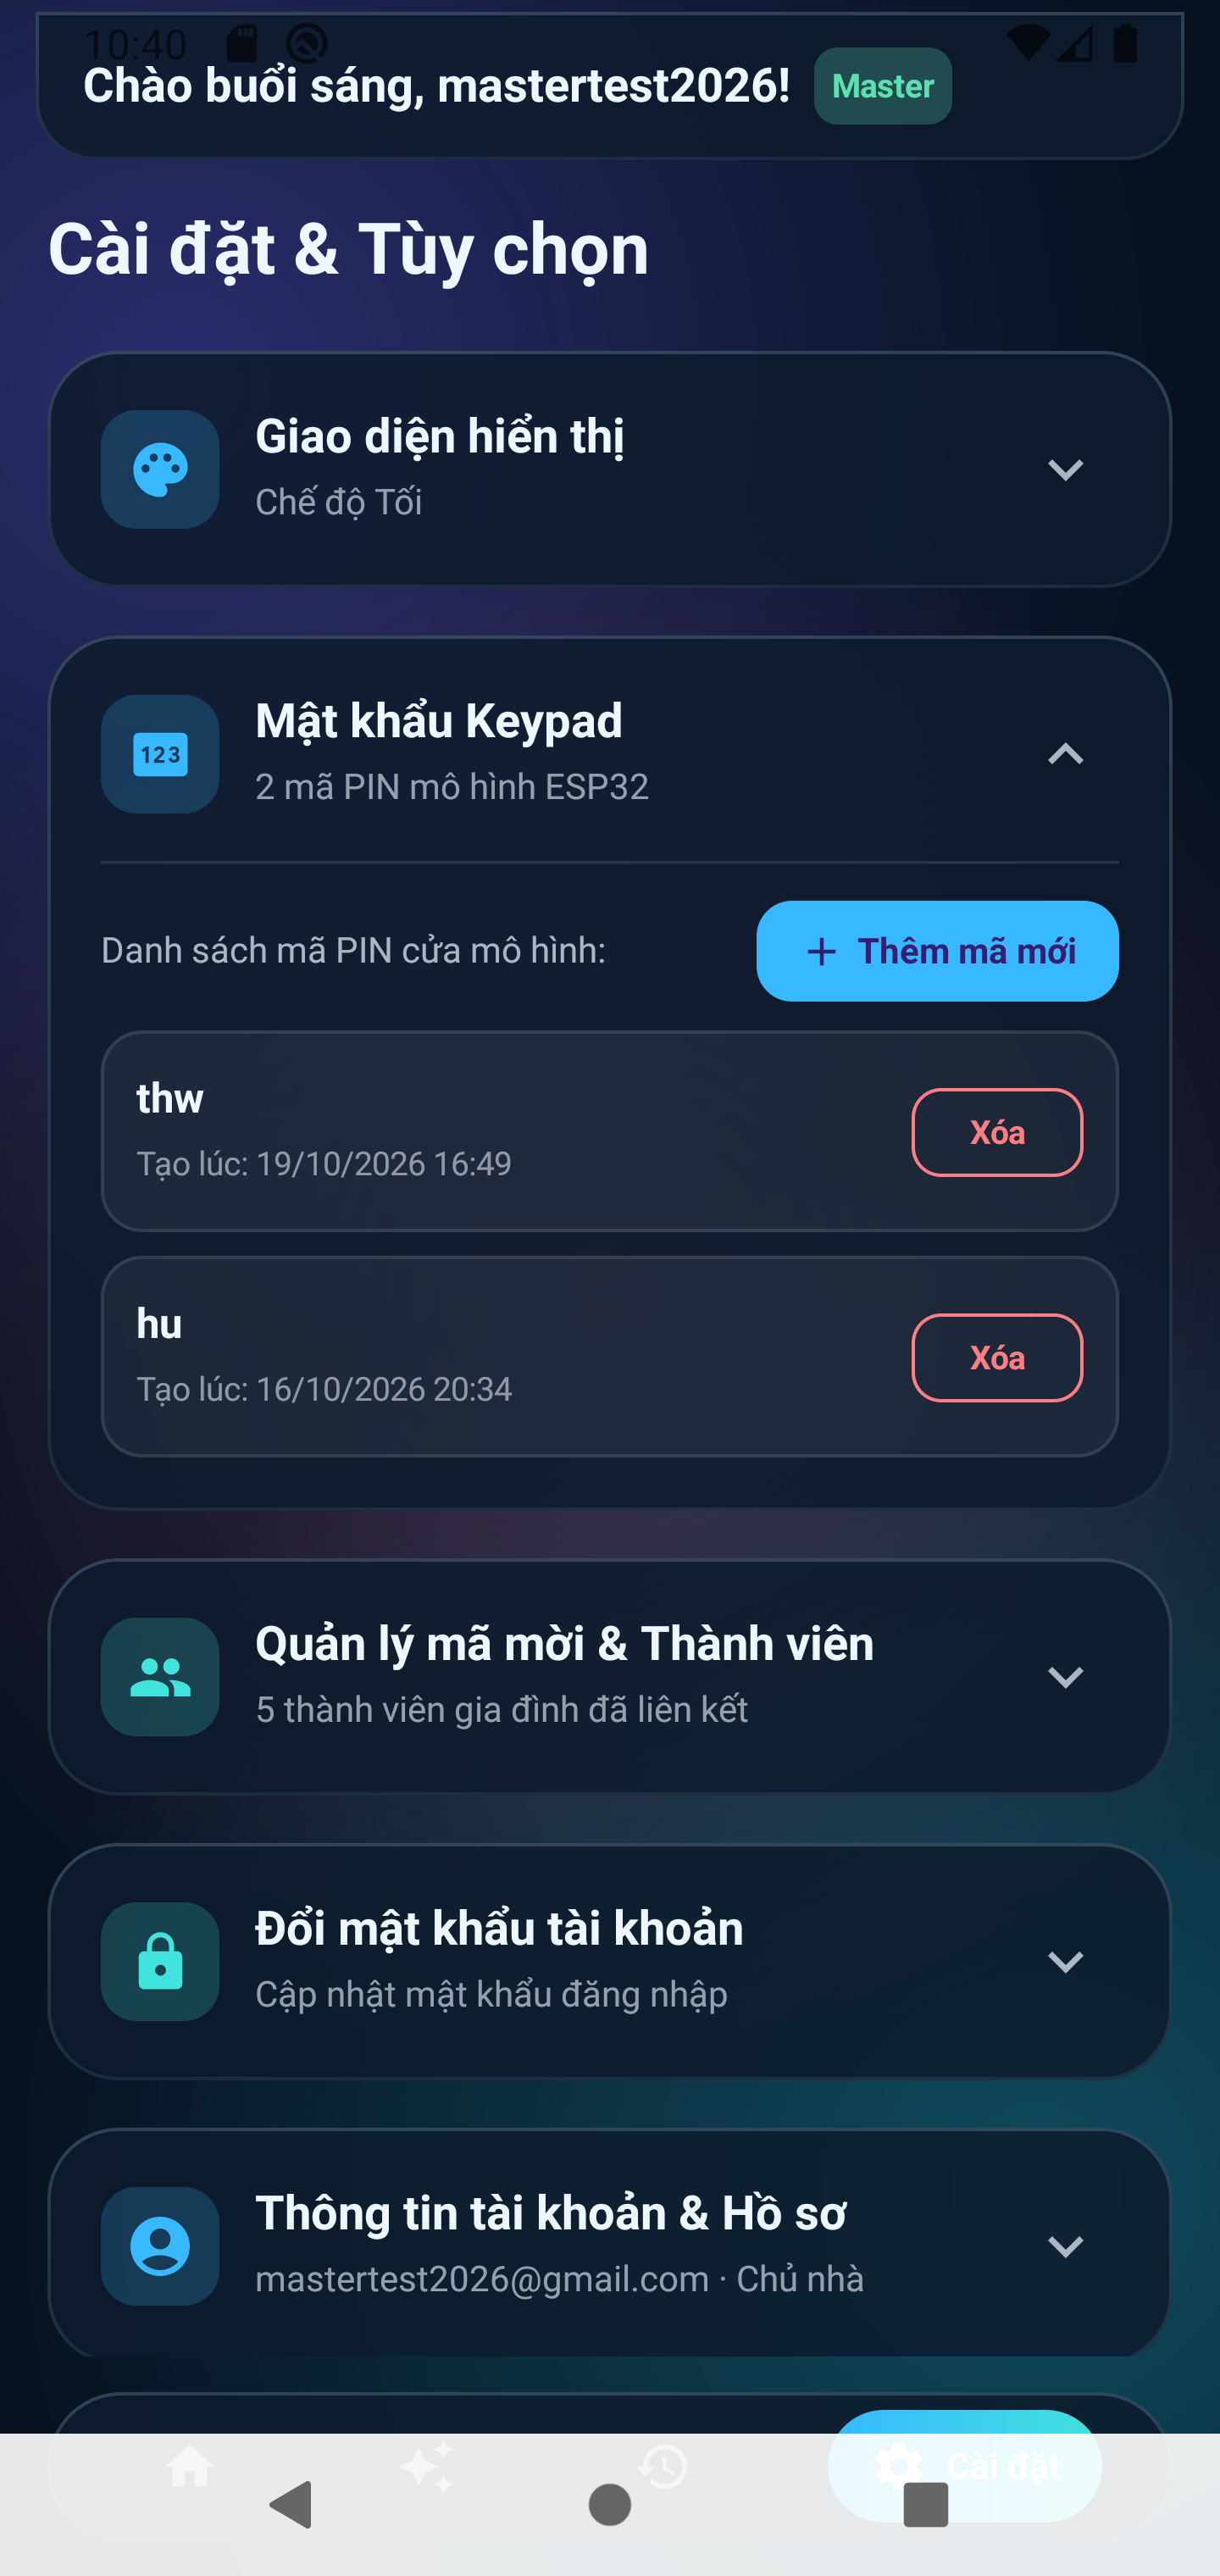 10:40
Chào buổi sáng, mastertest2026! Master
Cài đặt & Tùy chọn
Giao diện hiển thị
Chế độ Tối
123
Mật khẩu Keypad
2 mã PIN mô hình ESP32
Danh sách mã PIN cửa mô hình:
+ Thêm mã mới
thw
Tạo lúc: 19/10/2026 16:49
Xóa
hu
Tạo lúc: 16/10/2026 20:34
Xóa
Quản lý mã mời & Thành viên
5 thành viên gia đình đã liên kết
Đổi mật khẩu tài khoản
Cập nhật mật khẩu đăng nhập
Thông tin tài khoản & Hồ sơ
mastertest2026@gmail.com · Chủ nhà
Cài đặt